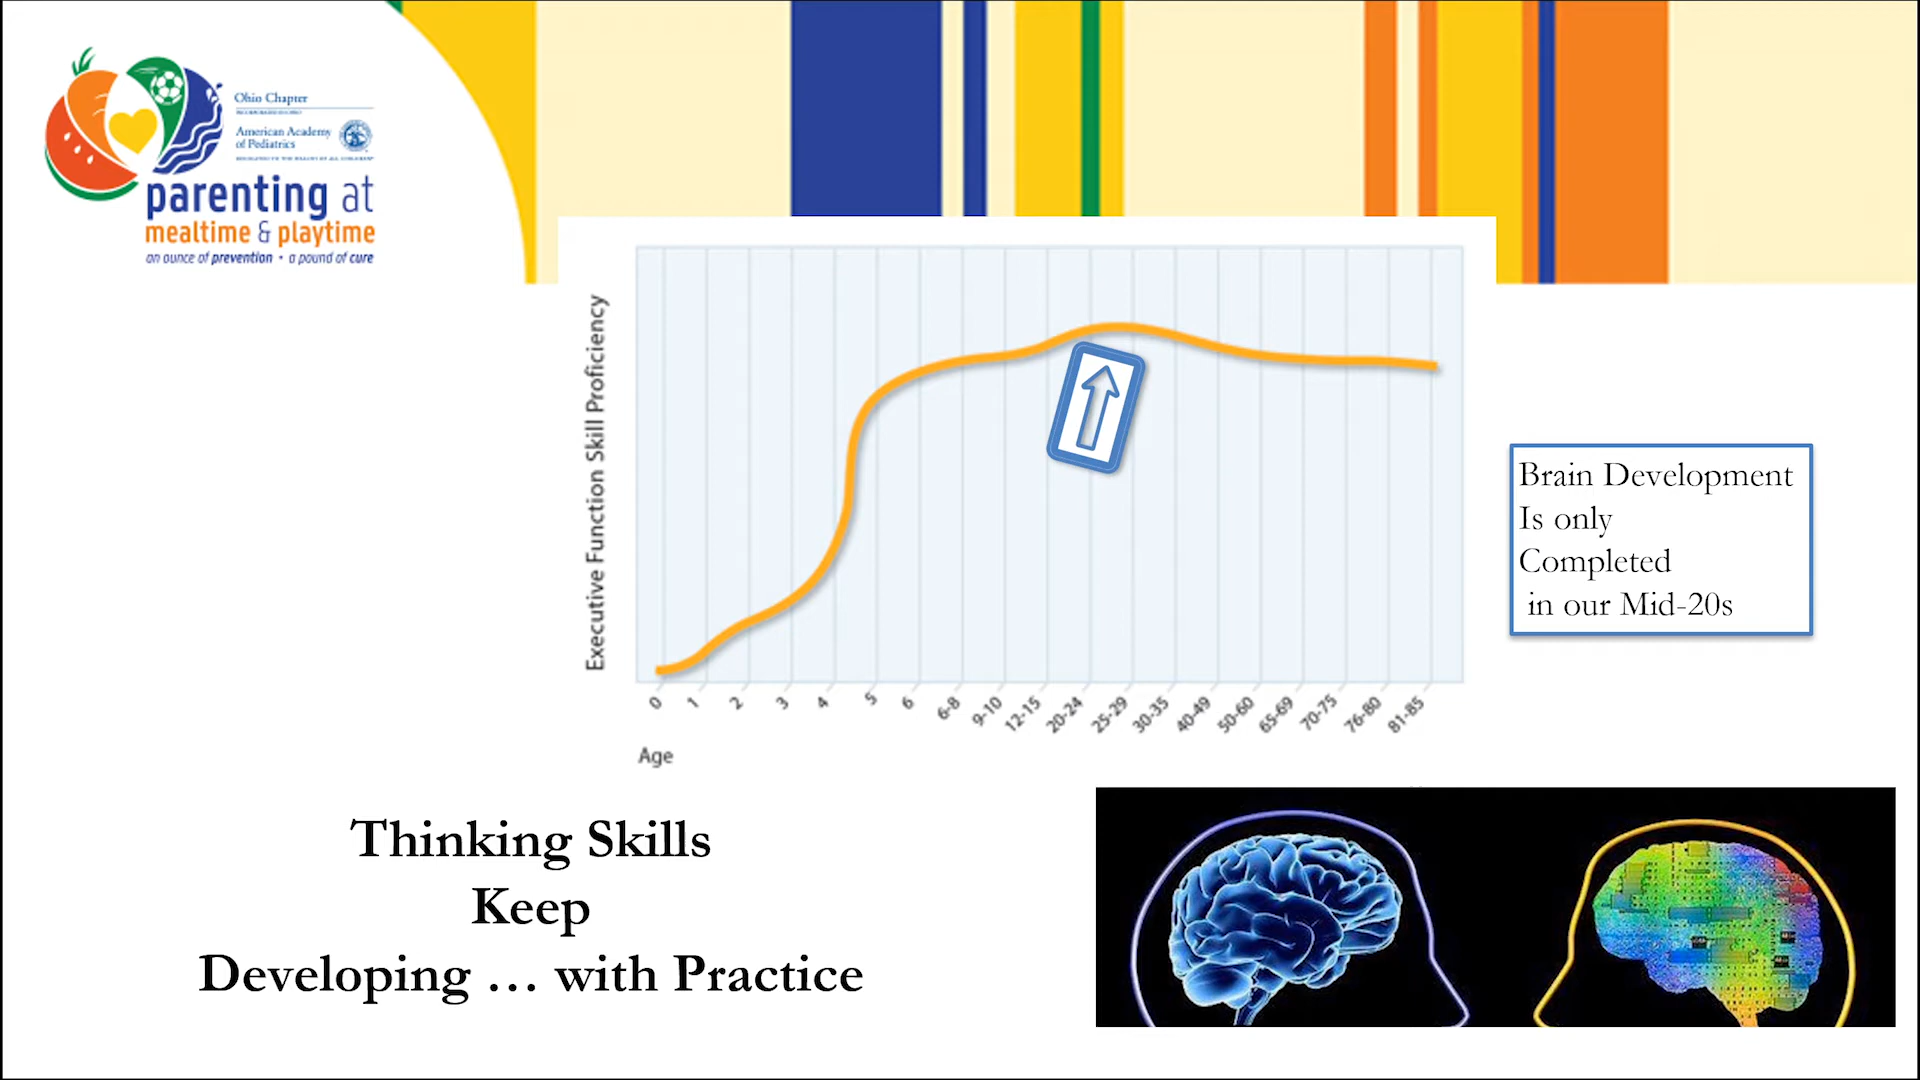 Ohio Chapter
American Academy
of Pediatrics
parenting at
mealtime & playtime
an ounce of prevention • a pound of cure
Executive Function Skill Proficiency
0 1 2 3 4 5 6 6-8 9-10 12-15 20-24 25-29 30-35 40-49 50-60 65-69 70-75 76-80 81-85
Age
Brain Development
Is only
Completed
in our Mid-20s
Thinking Skills
Keep
Developing … with Practice